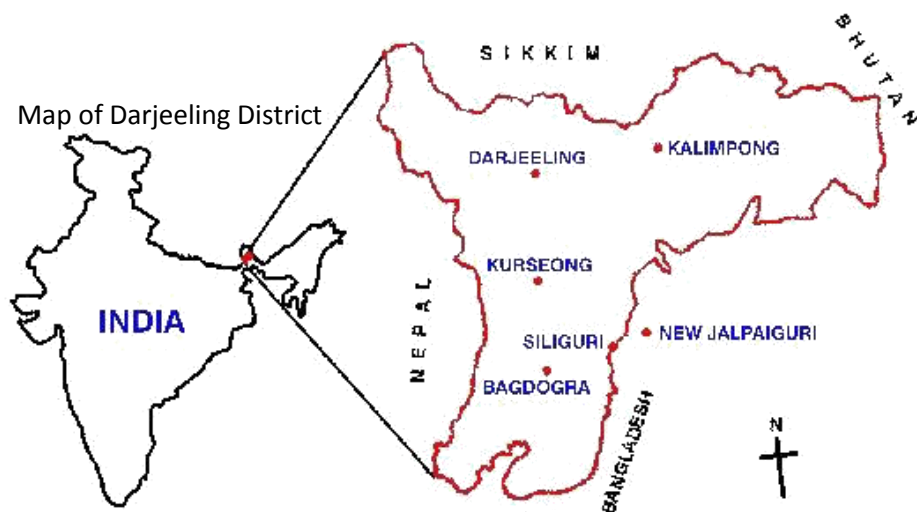 SIKKIM
BHUTAN
Map of Darjeeling District
DARJEELING
KALIMPONG
KURSEONG
NEPAL
INDIA
SILIGURI
NEW JALPAIGURI
BAGDOGRA
BANGLADESH
N